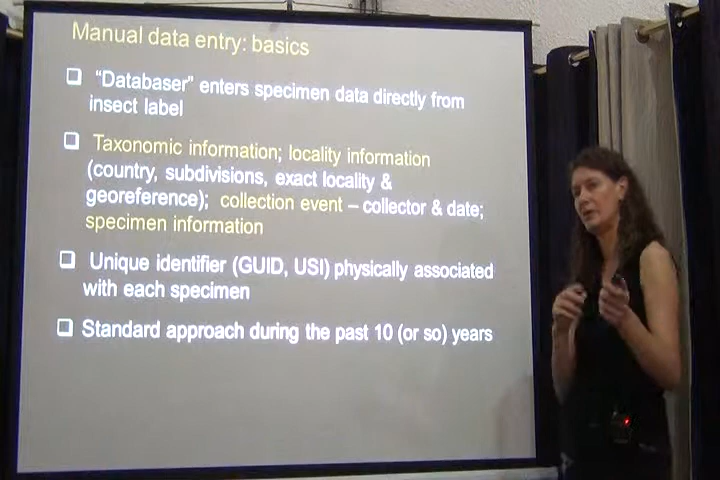 Manual data entry: basics
❑ "Databaser" enters specimen data directly from
insect label
❑ Taxonomic information; locality information
(country, subdivisions, exact locality &
georeference); collection event – collector & date;
specimen information
❑ Unique identifier (GUID, USI) physically associated
with each specimen
❑ Standard approach during the past 10 (or so) years